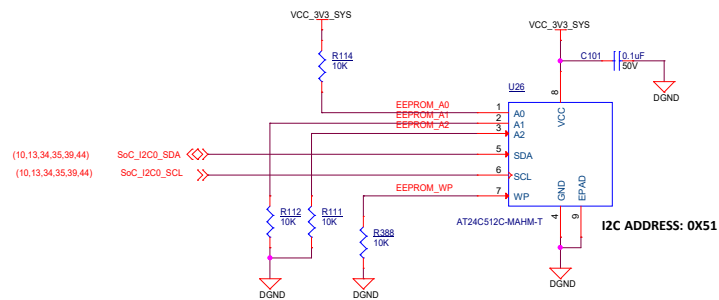 VCC_3V3_SYS
VCC_3V3_SYS
R114
10K
C101
0.1uF
50V
DGND
U26
EEPROM_A0
EEPROM_A1
EEPROM_A2
1
2
3
8
A0
A1
A2
VCC
(10,13,34,35,39,44)
SoC_I2C0_SDA
5
SDA
(10,13,34,35,39,44)
SoC_I2C0_SCL
6
SCL
EEPROM_WP
7
WP
GND
EPAD
4
9
R112
10K
R111
10K
R388
10K
AT24C512C-MAHM-T
I2C ADDRESS: 0X51
DGND
DGND
DGND